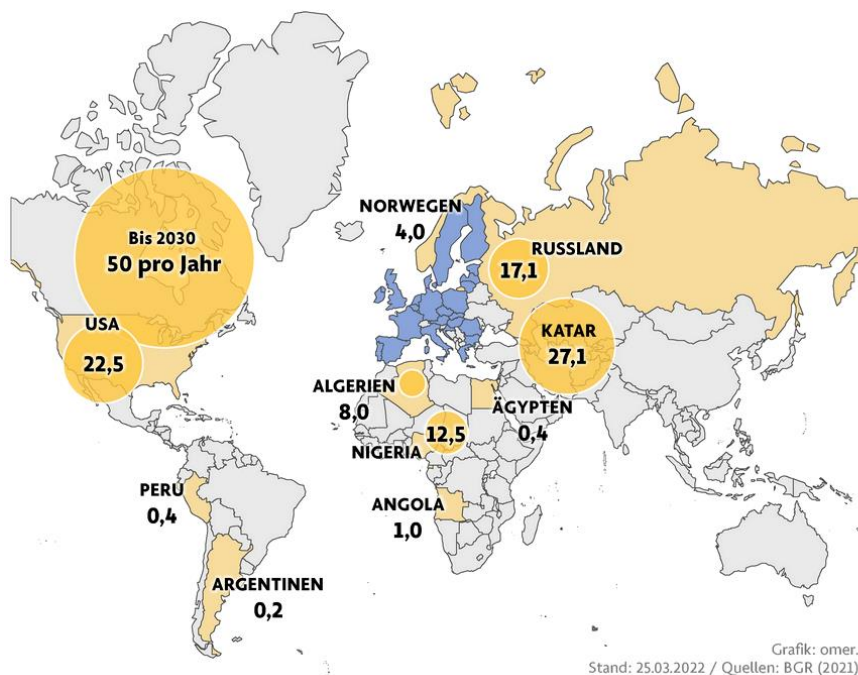 NORWEGEN
4,0
Bis 2030
50 pro Jahr
RUSSLAND
17,1
USA
22,5
KATAR
27,1
ALGERIEN
8,0
ÄGYPTEN
0,4
12,5
NIGERIA
PERU
0,4
ANGOLA
1,0
ARGENTINEN
0,2
Grafik: omer.
Stand: 25.03.2022 / Quellen: BGR (2021)